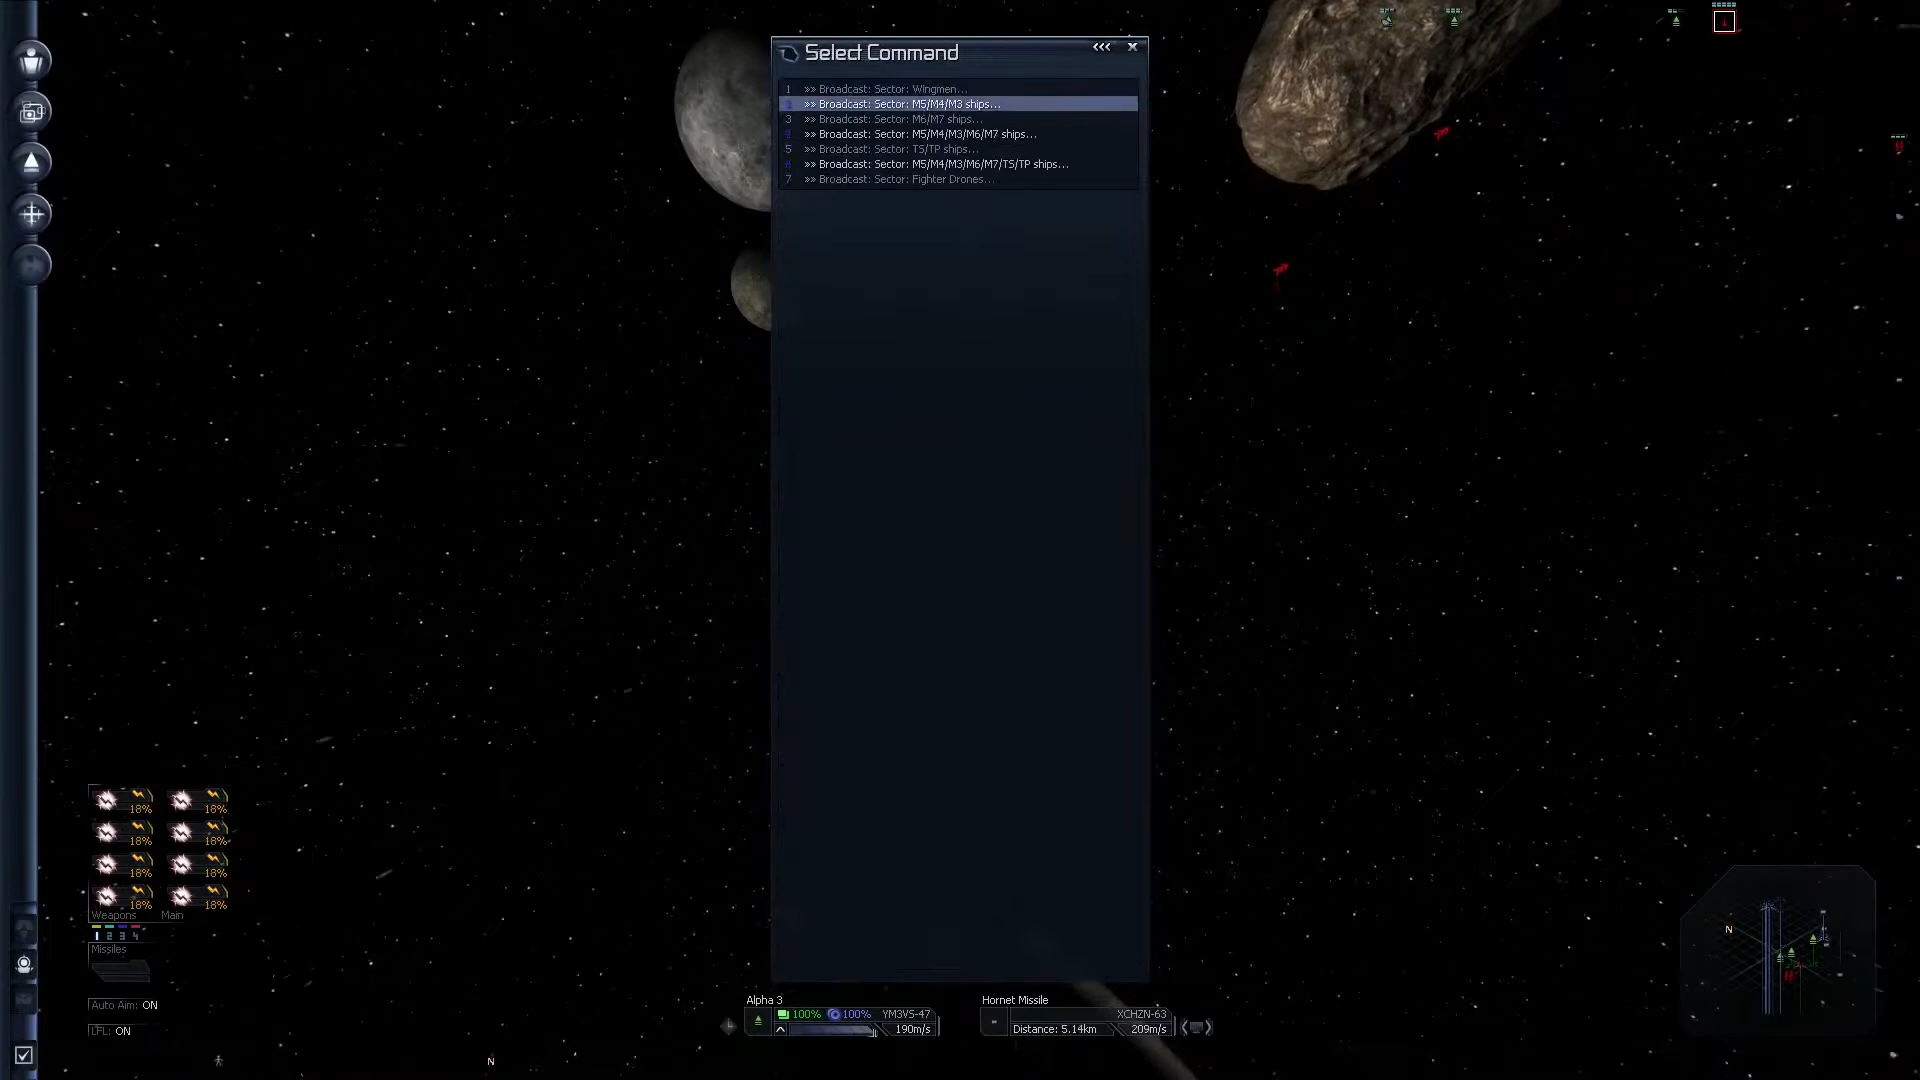 Select Command
1 »» Broadcast: Sector: Wingmen...
»» Broadcast: Sector: M5/M4/M3 ships...
3 »» Broadcast: Sector: M6/M7 ships...
»» Broadcast: Sector: M5/M4/M3/M6/M7 ships...
5 »» Broadcast: Sector: TS/TP ships...
»» Broadcast: Sector: M5/M4/M3/M6/M7/TS/TP ships...
7 »» Broadcast: Sector: Fighter Drones...
18% 18%
18% 18%
18% 18%
18% 18%
Weapons Main
1 2 3 4
Missiles
Auto Aim: ON
LFL: ON
N
Alpha 3
100% 100% YM3VS-47
190m/s
Hornet Missile
XCHZN-63
Distance: 5.14km 209m/s
N